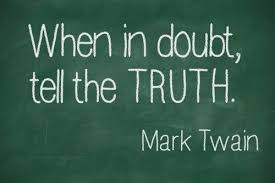 When in doubt,
tell the TRUTH.
Mark Twain